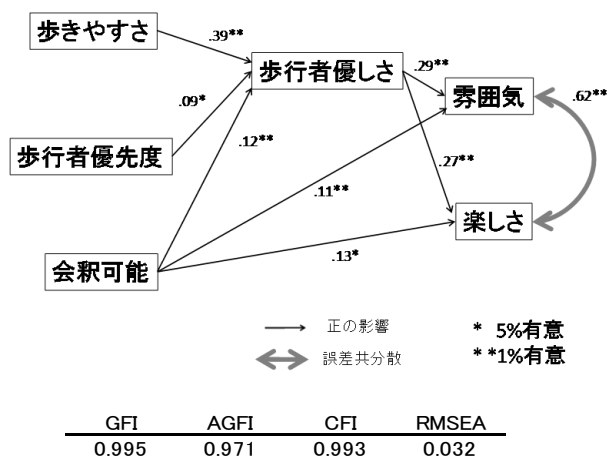 歩きやすさ
.39**
歩行者優しさ
.29**
雰囲気
.62**
.09*
歩行者優先度
.12**
.27**
.11**
楽しさ
会釈可能
.13*
正の影響
* 5%有意
誤差共分散
* *1%有意
GFI AGFI CFI RMSEA
0.995 0.971 0.993 0.032